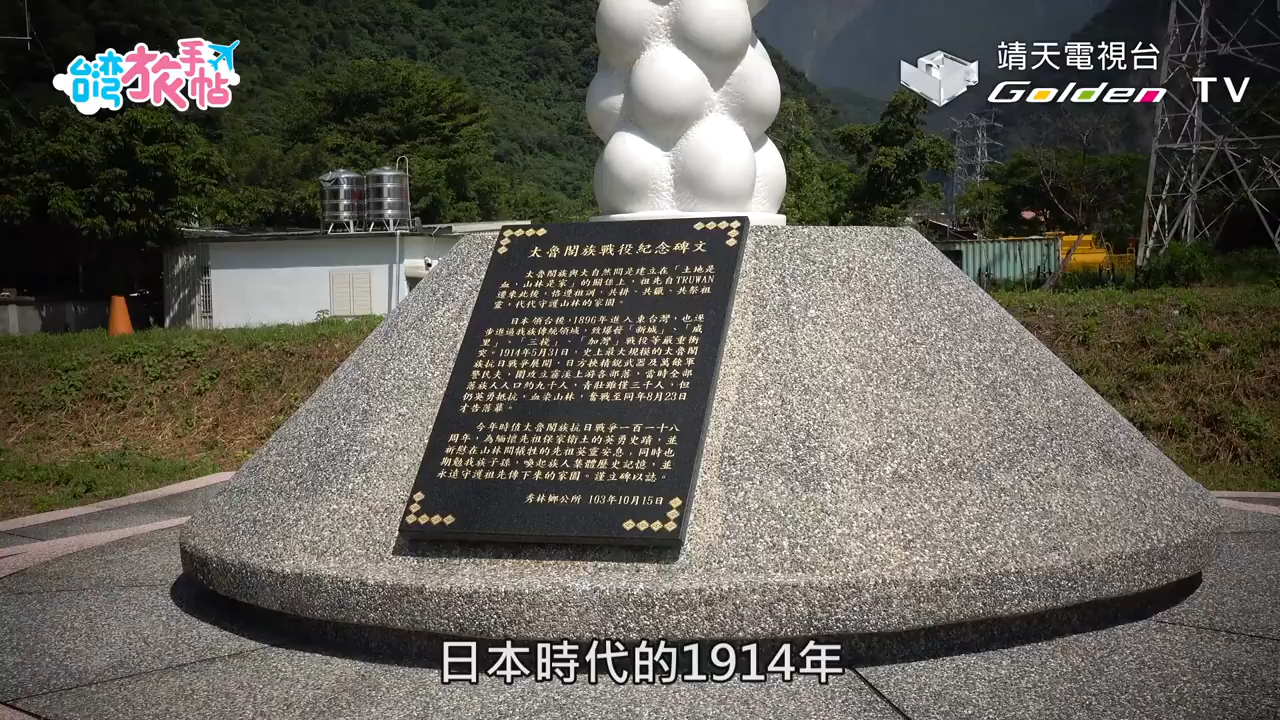 台灣旅手帖
靖天電視台
Golden TV
太魯閣族戰役紀念碑文
太魯閣族與大自然間是建立在「土地是
血，山林是家」的關係上，祖先自TRUWAN
遷來此後，恪遵祖訓，共耕、共獵、共祭祖
靈，代代守護山林的家園。
日本領台後，1896年進入東台灣，也逐
步進逼我族傳統領域，致爆發「新城」、「威
里」、「三棧」、「加灣」戰役等嚴重衝
突。1914年5月31日，史上最大規模的太魯閣
族抗日戰爭展開，日方挾精銳武器及萬餘軍
警民夫，圍攻立霧溪上游各部落，當時全部
落族人人口約九千人，青壯雖僅三千人，但
仍英勇抵抗，血染山林，奮戰至同年8月23日
才告落幕。
今年時值太魯閣族抗日戰爭一百一十八
周年，為緬懷先祖保家衛土的英勇史蹟，並
祈慰在山林間犧牲的先祖英靈安息，同時也
期勉我族子孫，喚起族人集體歷史記憶，並
永遠守護祖先傳下來的家園。謹立碑以誌。
秀林鄉公所 103年10月15日
日本時代的1914年